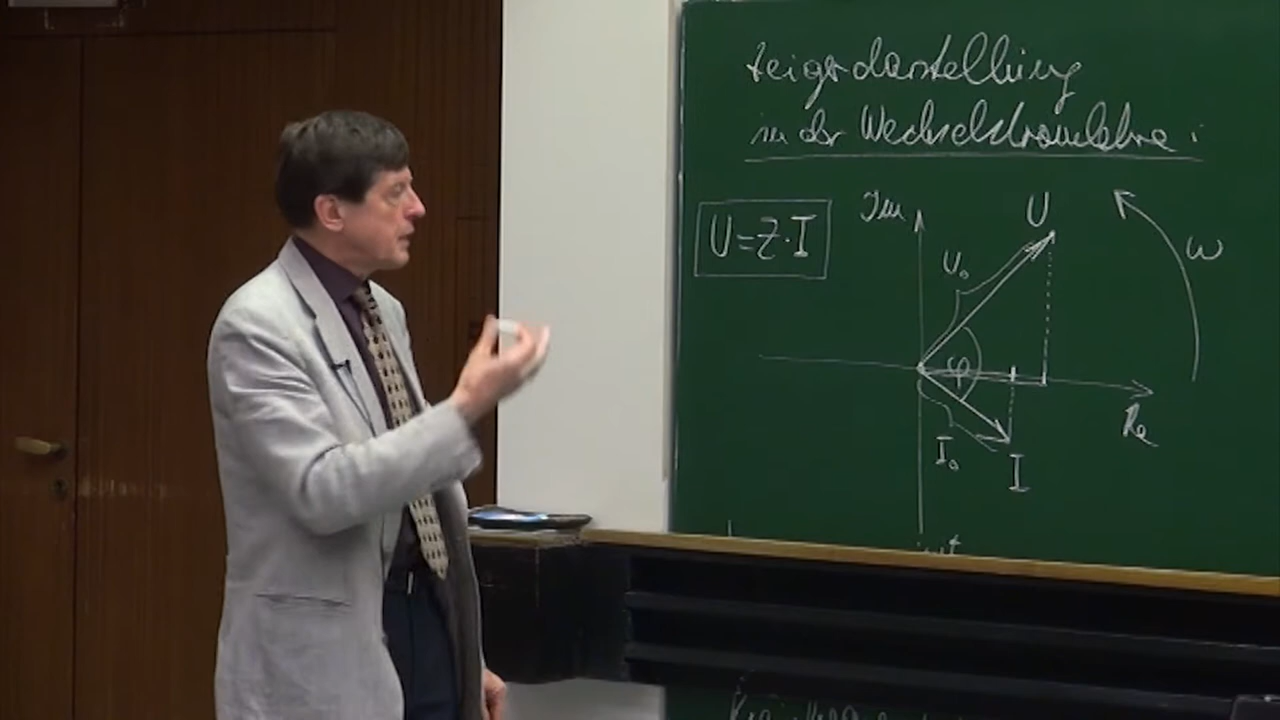 Zeigerdarstellung
in der Wechselstromlehre:
U=Z·I
Im
U
U₀
ω
φ
Re
I₀
I